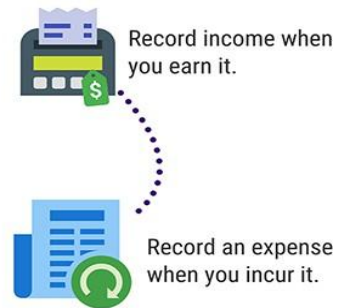 Record income when
you earn it.
$
Record an expense
when you incur it.